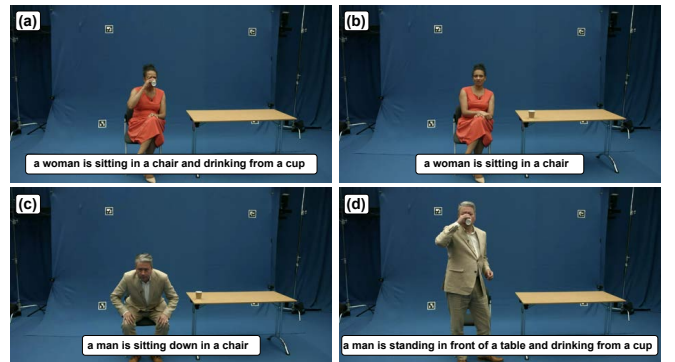 (a)
a woman is sitting in a chair and drinking from a cup
(b)
a woman is sitting in a chair
(c)
a man is sitting down in a chair
(d)
a man is standing in front of a table and drinking from a cup